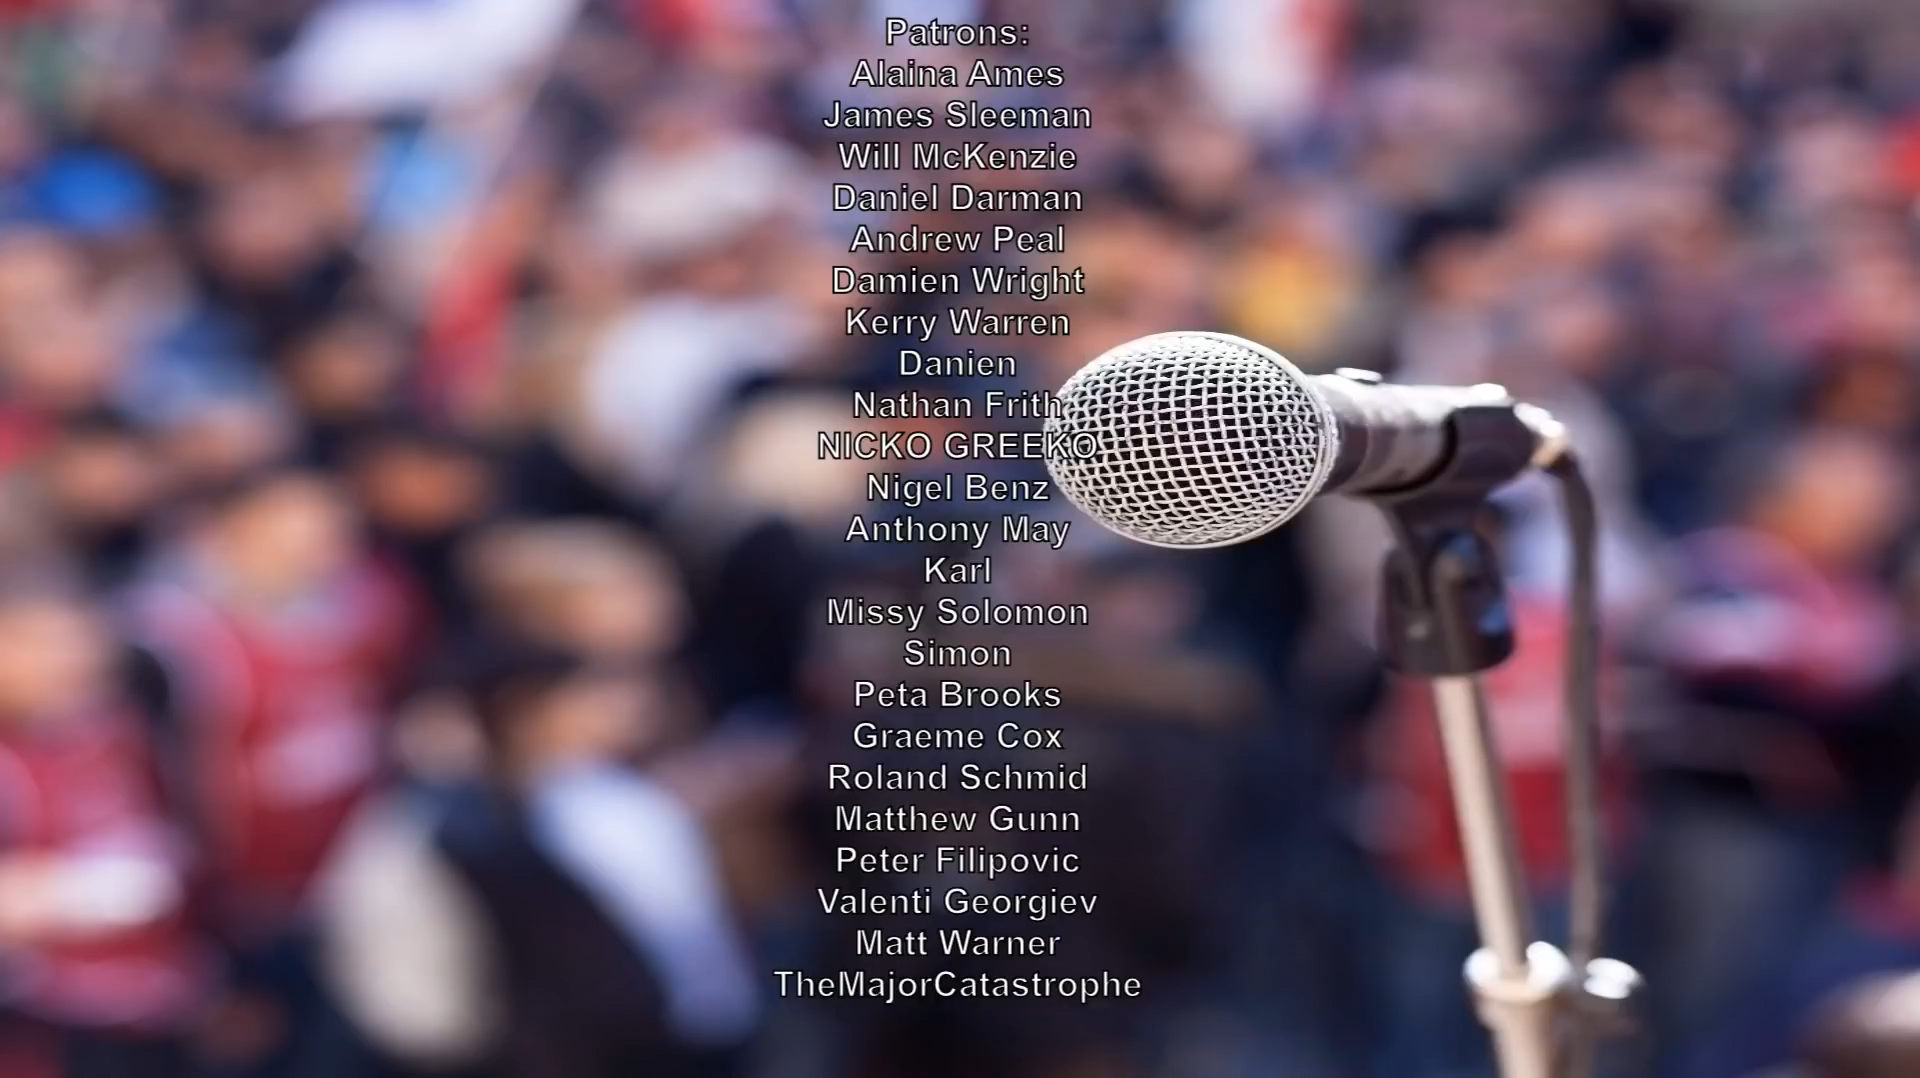 Patrons:
Alaina Ames
James Sleeman
Will McKenzie
Daniel Darman
Andrew Peal
Damien Wright
Kerry Warren
Danien
Nathan Frith
NICKO GREEKO
Nigel Benz
Anthony May
Karl
Missy Solomon
Simon
Peta Brooks
Graeme Cox
Roland Schmid
Matthew Gunn
Peter Filipovic
Valenti Georgiev
Matt Warner
TheMajorCatastrophe